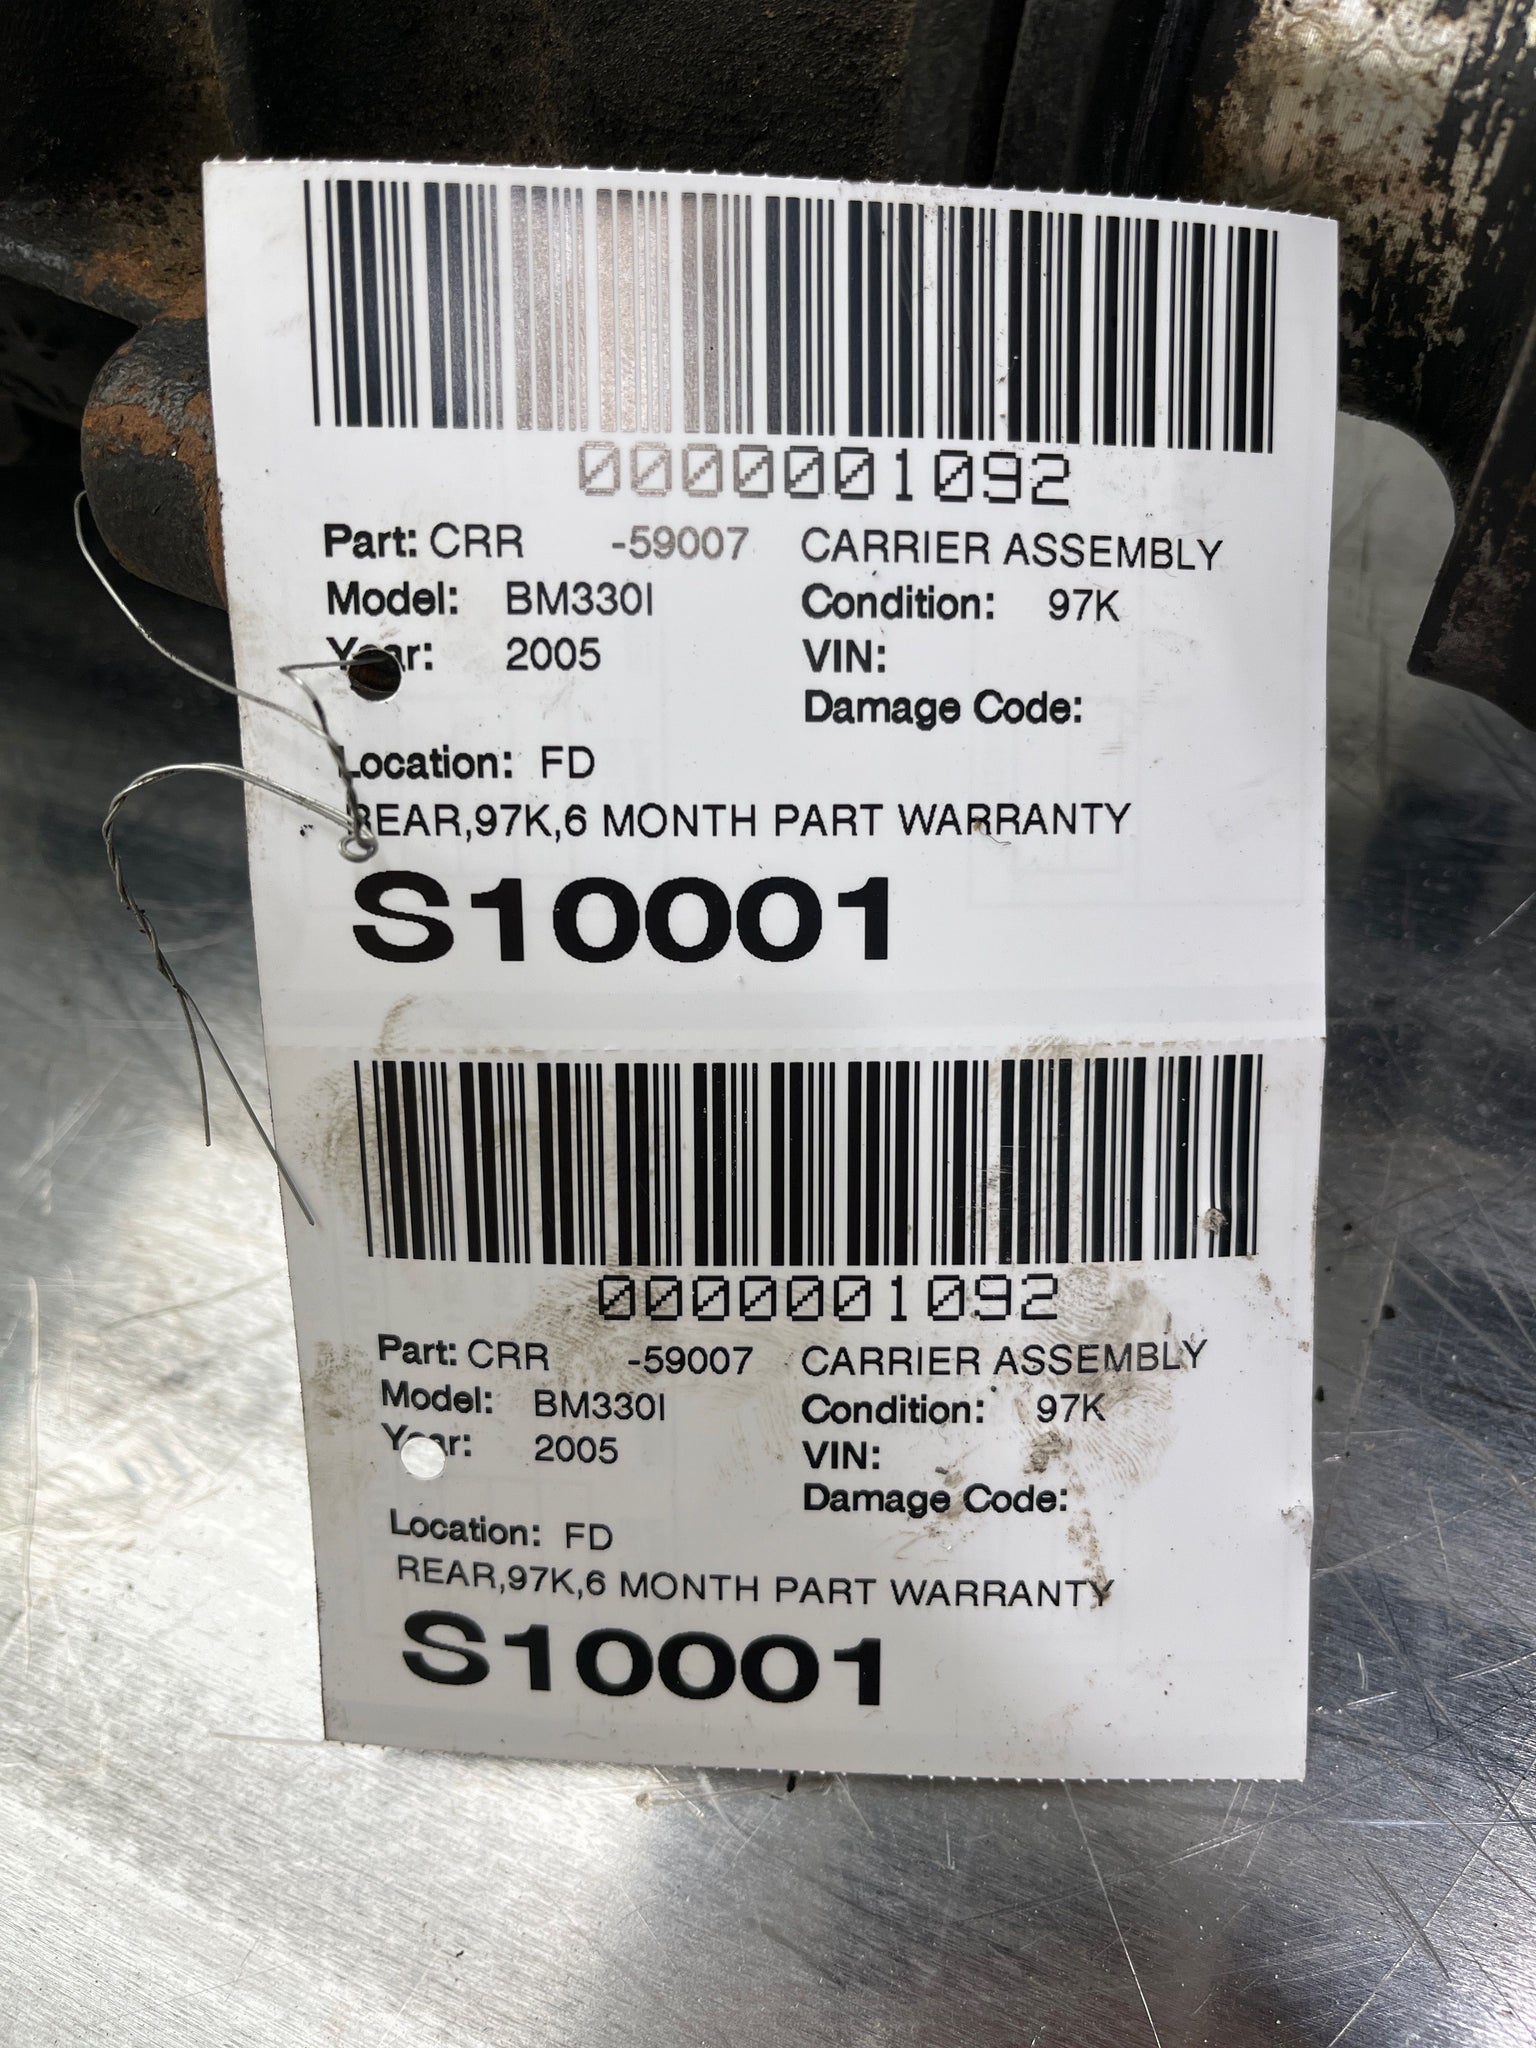 0000001092
Part: CRR -59007 CARRIER ASSEMBLY
Model: BM330I Condition: 97K
Year: 2005 VIN:
Damage Code:
Location: FD
REAR,97K,6 MONTH PART WARRANTY
S10001
0000001092
Part: CRR -59007 CARRIER ASSEMBLY
Model: BM330I Condition: 97K
Year: 2005 VIN:
Damage Code:
Location: FD
REAR,97K,6 MONTH PART WARRANTY
S10001